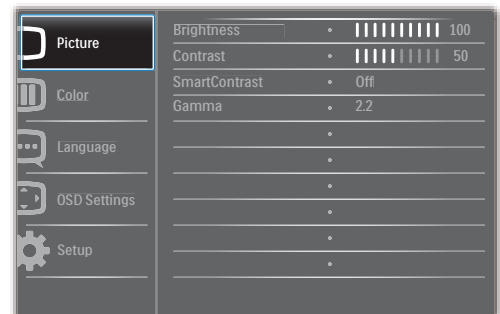 Picture
Color
Language
OSD Settings
Setup
Brightness 100
Contrast 50
SmartContrast Off
Gamma 2.2